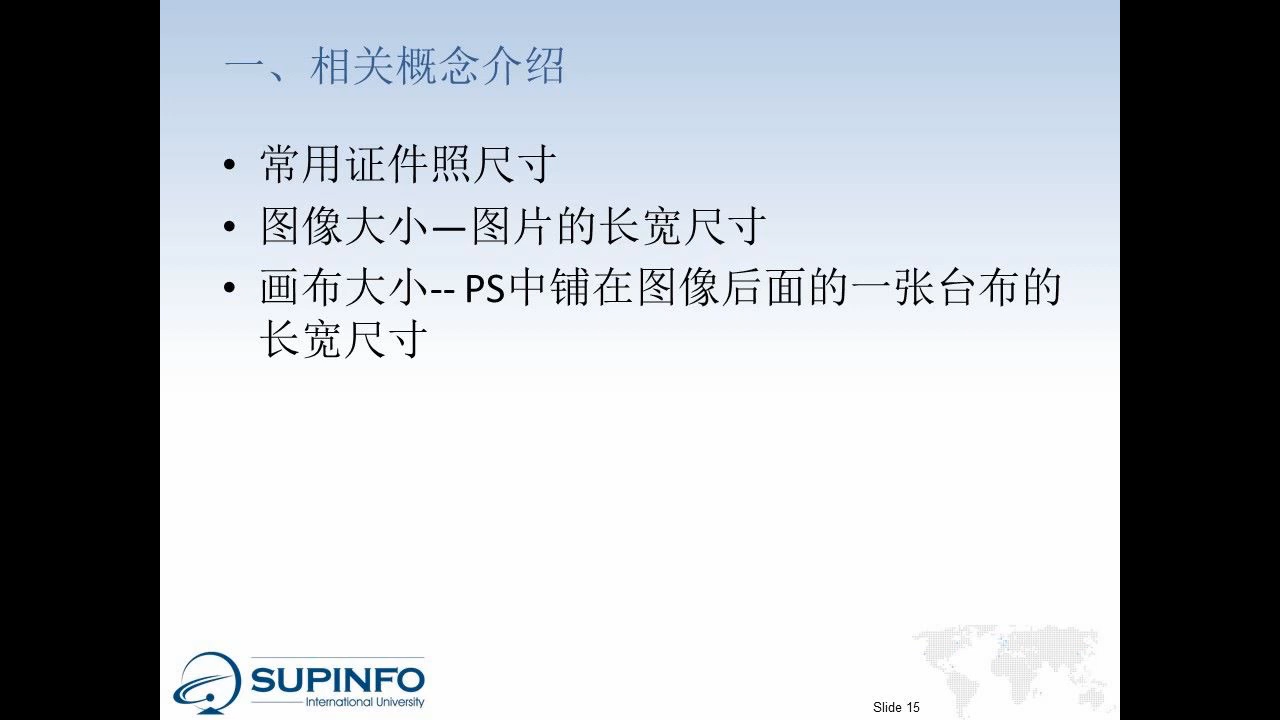 一、相关概念介绍
• 常用证件照尺寸
• 图像大小—图片的长宽尺寸
• 画布大小-- PS中铺在图像后面的一张台布的
长宽尺寸
SUPINFO
International University
Slide 15